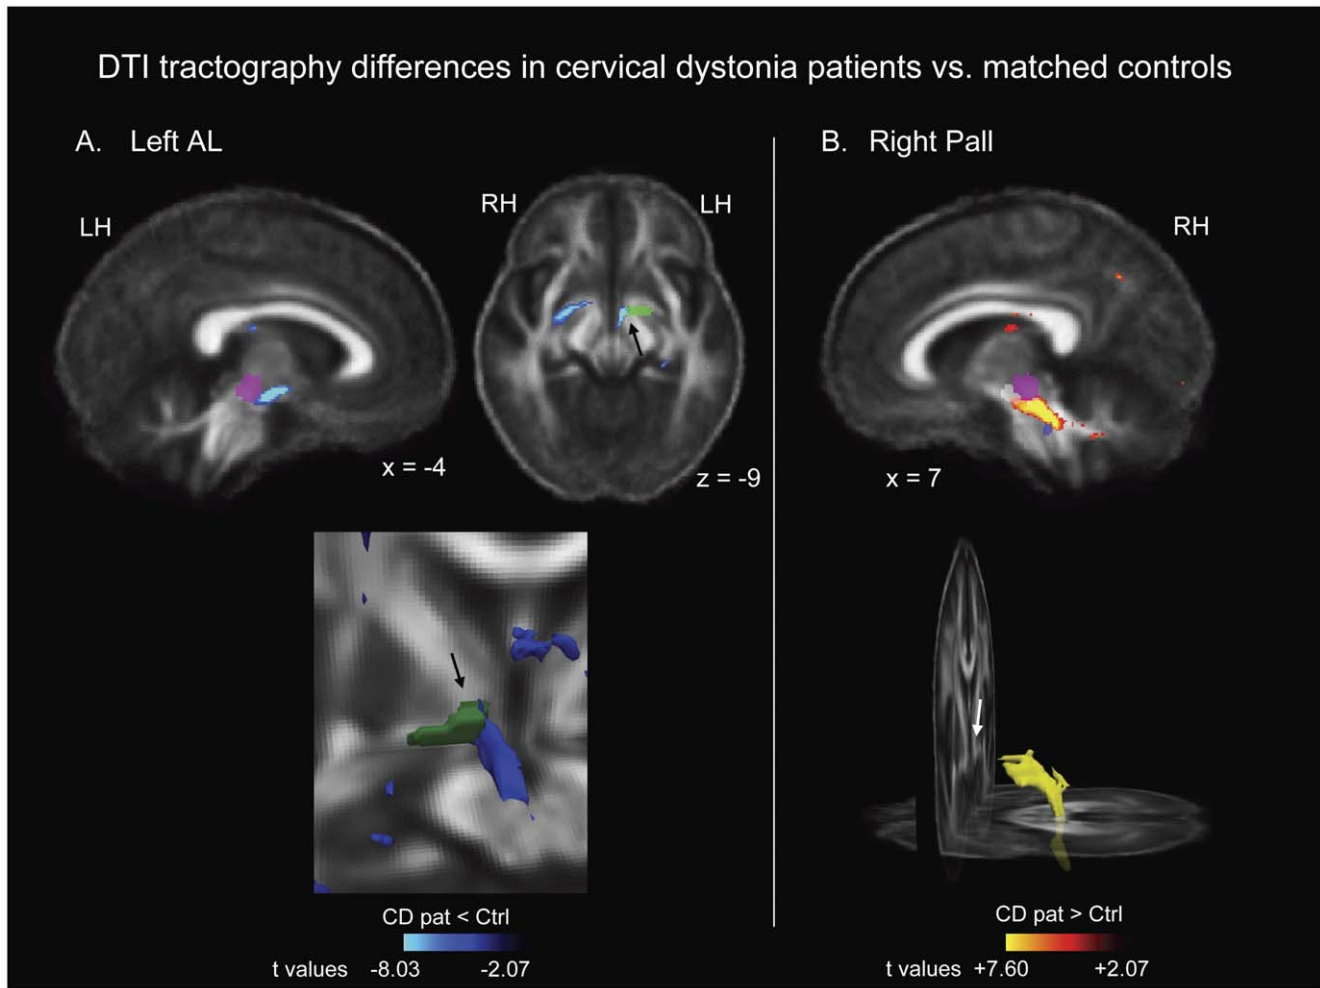 DTI tractography differences in cervical dystonia patients vs. matched controls
A. Left AL
B. Right Pall
LH
RH
LH
RH
x = -4
z = -9
x = 7
CD pat < Ctrl
t values -8.03 -2.07
CD pat > Ctrl
t values +7.60 +2.07